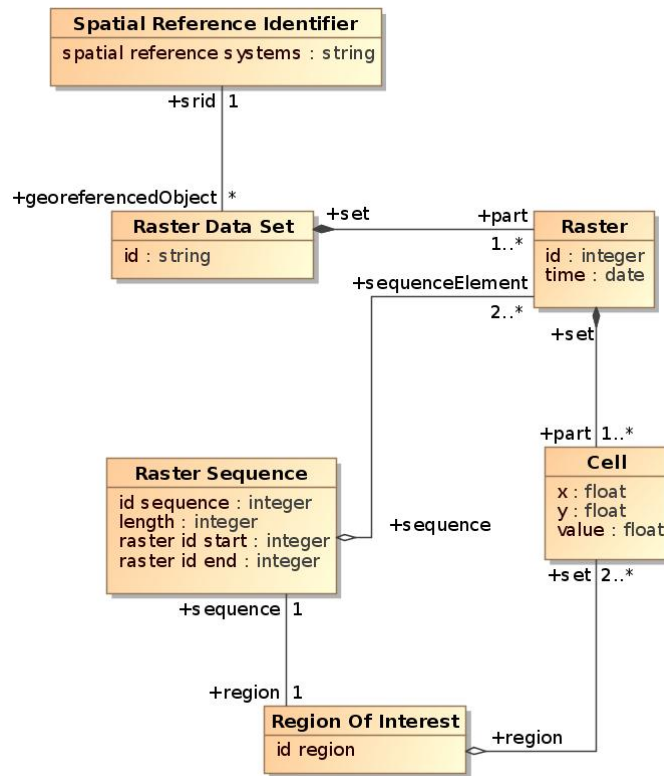 Spatial Reference Identifier
spatial reference systems : string
+srid 1
+georeferencedObject *
Raster Data Set
id : string
+set
+part
1..*
Raster
id : integer
time : date
+sequenceElement
2..*
+set
+part 1..*
Cell
x : float
y : float
value : float
Raster Sequence
id sequence : integer
length : integer
raster id start : integer
raster id end : integer
+sequence
+set 2..*
+sequence 1
+region 1
Region Of Interest
id region
+region